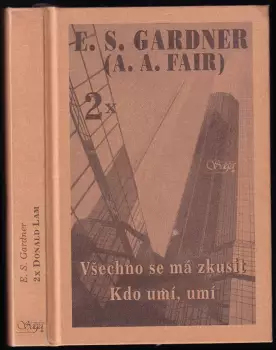 E. S. Gardner
2x DONALD LAM
E. S. GARDNER
(A. A. FAIR)
2x
Všechno se má zkusit
Kdo umí, umí